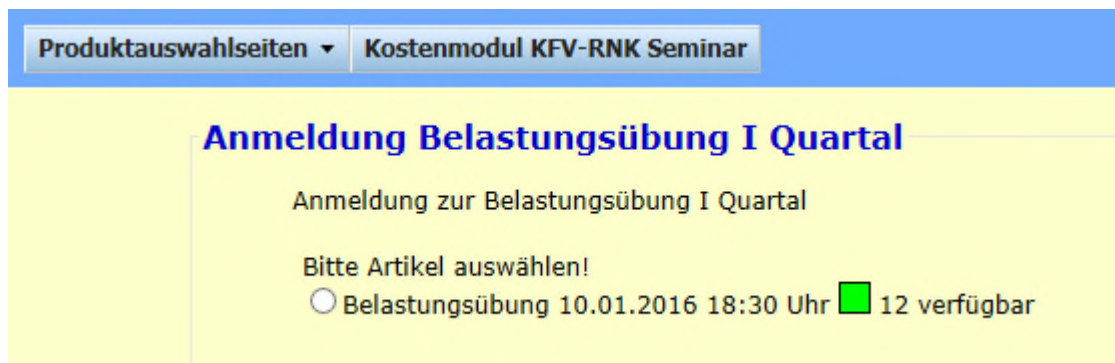 Produktauswahlseiten Kostenmodul KFV-RNK Seminar
Anmeldung Belastungsübung I Quartal
Anmeldung zur Belastungsübung I Quartal
Bitte Artikel auswählen!
Belastungsübung 10.01.2016 18:30 Uhr 12 verfügbar